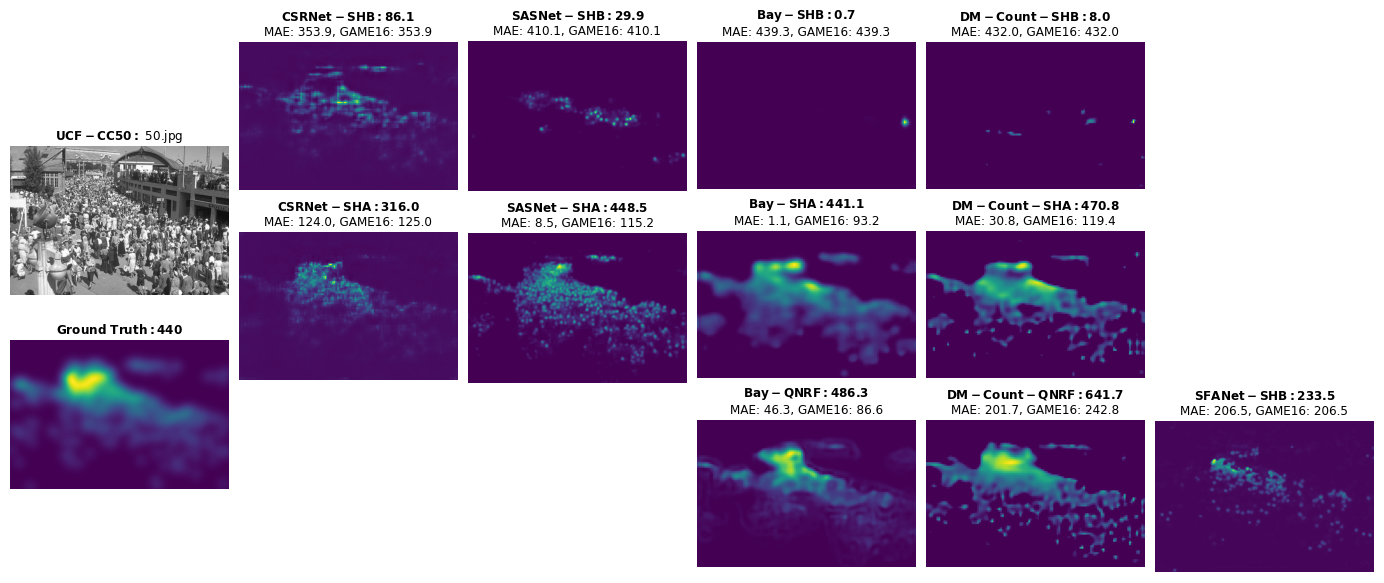 CSRNet-SHB: 86.1
MAE: 353.9, GAME16: 353.9
SASNet-SHB: 29.9
MAE: 410.1, GAME16: 410.1
Bay-SHB: 0.7
MAE: 439.3, GAME16: 439.3
DM-Count-SHB: 8.0
MAE: 432.0, GAME16: 432.0
UCF-CC50: 50.jpg
CSRNet-SHA: 316.0
MAE: 124.0, GAME16: 125.0
SASNet-SHA: 448.5
MAE: 8.5, GAME16: 115.2
Bay-SHA: 441.1
MAE: 1.1, GAME16: 93.2
DM-Count-SHA: 470.8
MAE: 30.8, GAME16: 119.4
Ground Truth: 440
Bay-QNRF: 486.3
MAE: 46.3, GAME16: 86.6
DM-Count-QNRF: 641.7
MAE: 201.7, GAME16: 242.8
SFANet-SHB: 233.5
MAE: 206.5, GAME16: 206.5